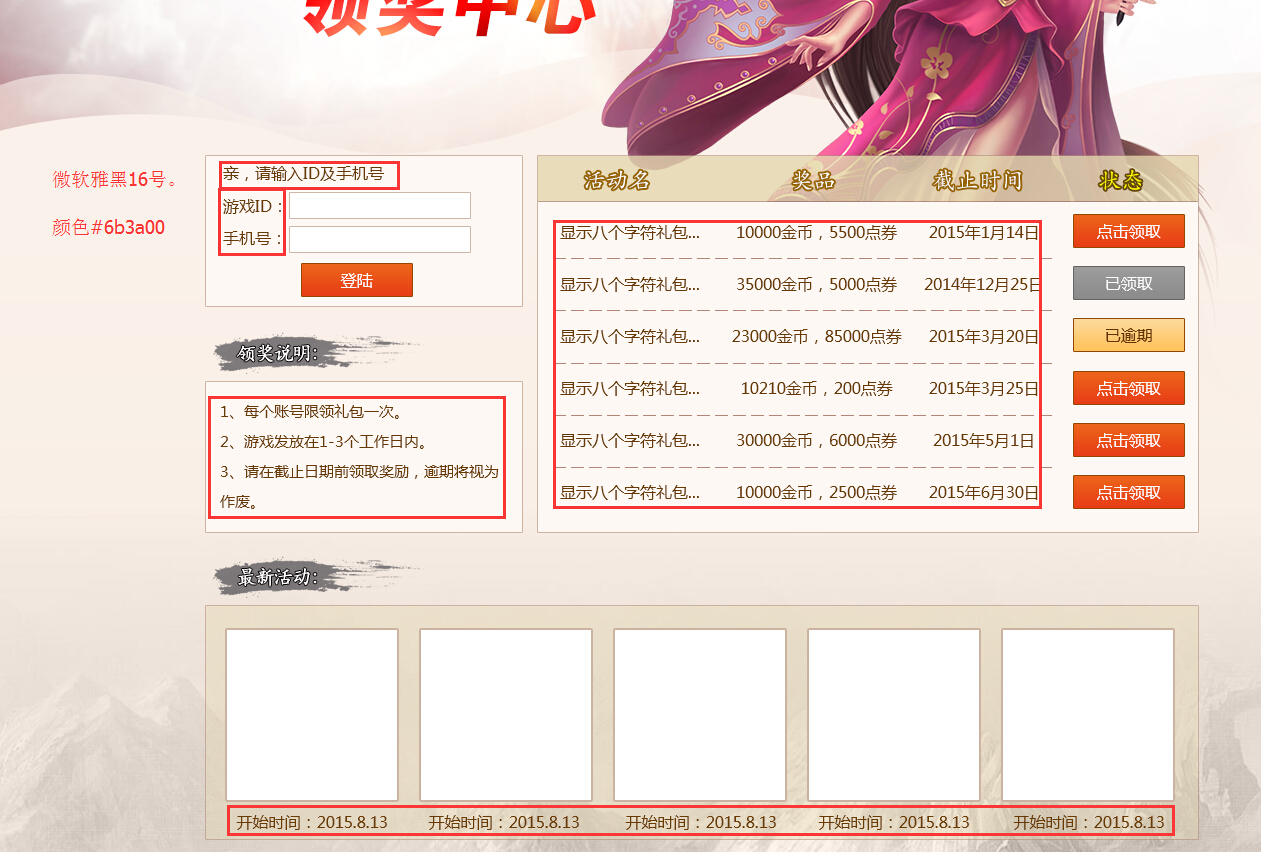 领奖中心
微软雅黑16号。
颜色#6b3a00
亲，请输入ID及手机号
游戏ID：
手机号：
登陆
领奖说明：
1、每个账号限领礼包一次。
2、游戏发放在1-3个工作日内。
3、请在截止日期前领取奖励，逾期将视为
作废。
活动名 奖品 截止时间 状态
显示八个字符礼包... 10000金币，5500点券 2015年1月14日 点击领取
显示八个字符礼包... 35000金币，5000点券 2014年12月25日 已领取
显示八个字符礼包... 23000金币，85000点券 2015年3月20日 已逾期
显示八个字符礼包... 10210金币，200点券 2015年3月25日 点击领取
显示八个字符礼包... 30000金币，6000点券 2015年5月1日 点击领取
显示八个字符礼包... 10000金币，2500点券 2015年6月30日 点击领取
最新活动：
开始时间：2015.8.13 开始时间：2015.8.13 开始时间：2015.8.13 开始时间：2015.8.13 开始时间：2015.8.13